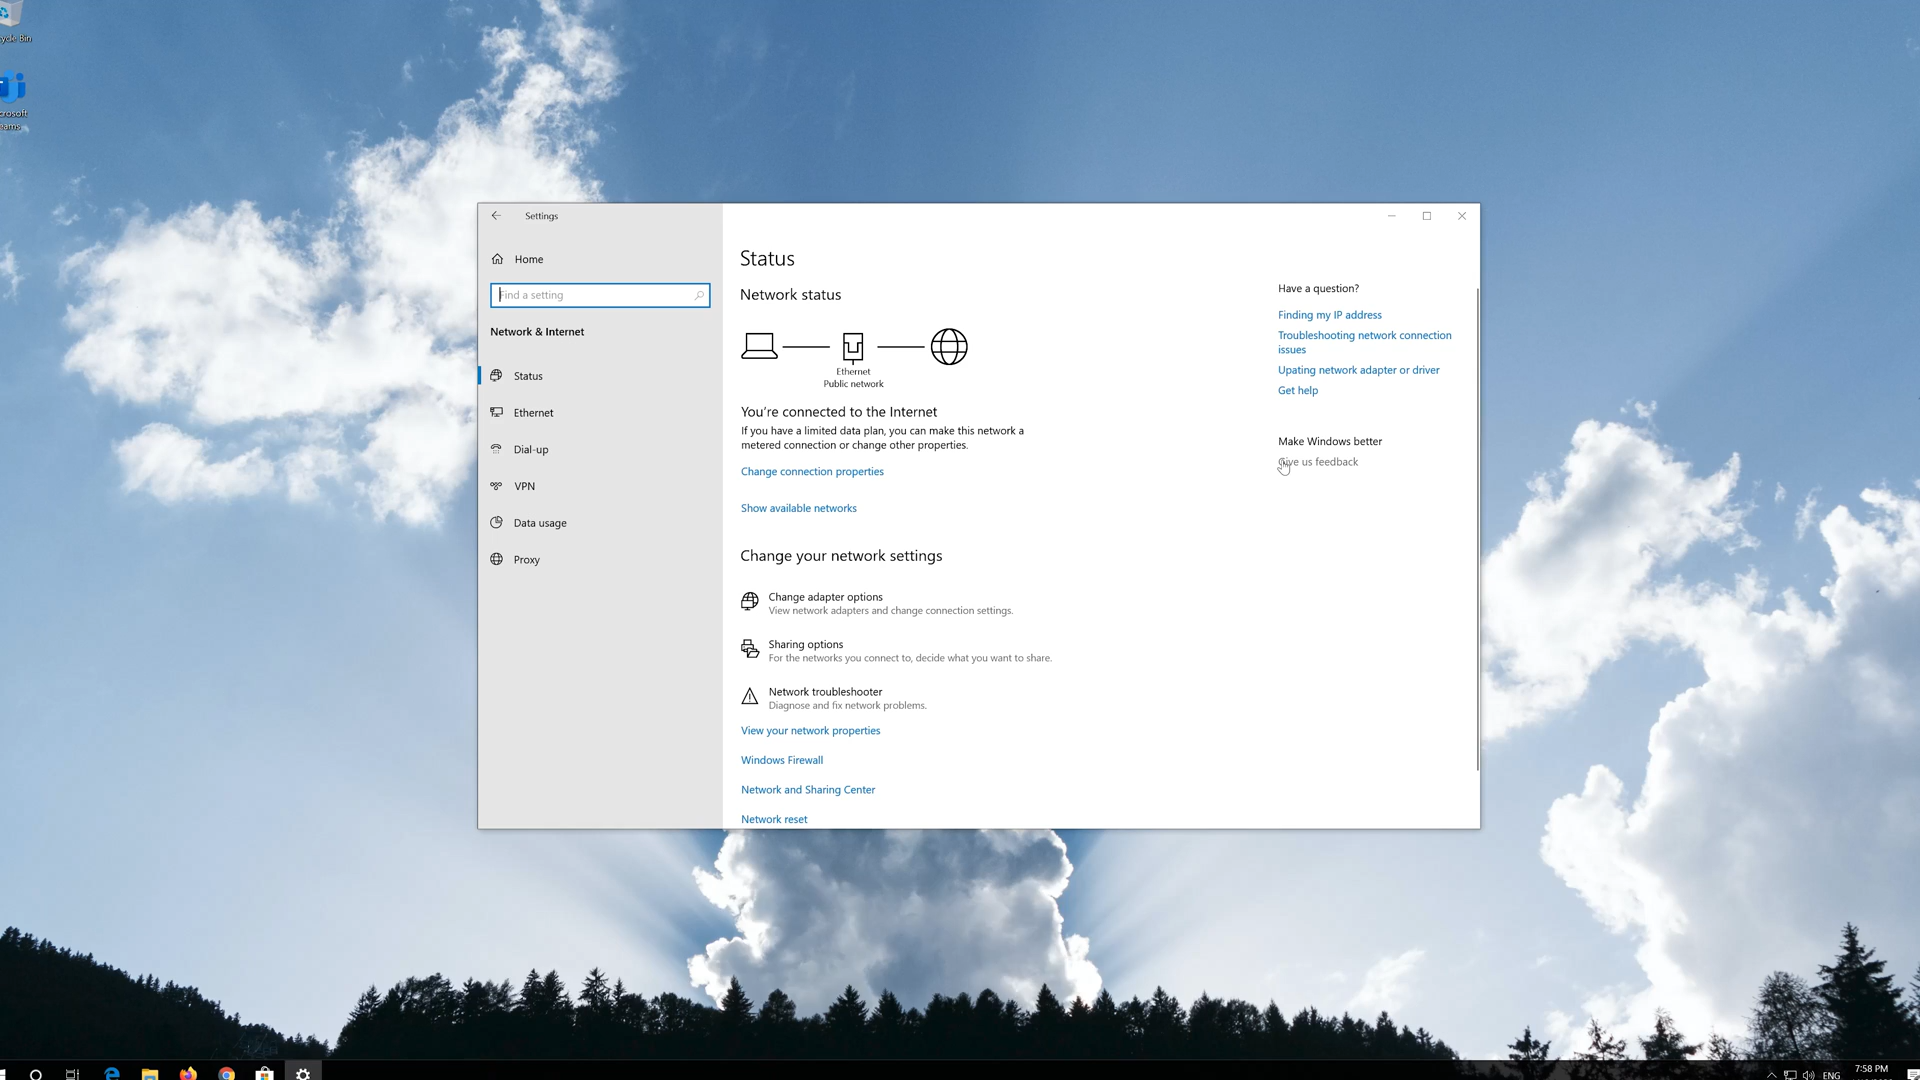 Settings
Home
Find a setting
Network & Internet
Status
Ethernet
Dial-up
VPN
Data usage
Proxy
Status
Network status
Ethernet
Public network
You're connected to the Internet
If you have a limited data plan, you can make this network a
metered connection or change other properties.
Change connection properties
Show available networks
Change your network settings
Change adapter options
View network adapters and change connection settings.
Sharing options
For the networks you connect to, decide what you want to share.
Network troubleshooter
Diagnose and fix network problems.
View your network properties
Windows Firewall
Network and Sharing Center
Network reset
Have a question?
Finding my IP address
Troubleshooting network connection
issues
Upating network adapter or driver
Get help
Make Windows better
Give us feedback
ycle Bin
crosoft
eams
ENG
7:58 PM